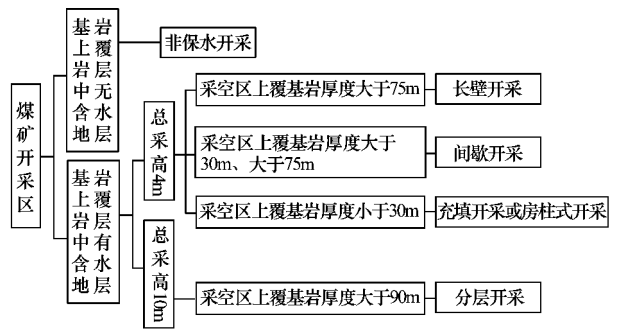 煤矿开采区
基岩
上覆
岩层
中无
含水
地层
非保水开采
基岩
上覆
岩层
中有
含水
地层
总采高4m
采空区上覆基岩厚度大于75m
长壁开采
采空区上覆基岩厚度大于
30m、大于75m
间歇开采
采空区上覆基岩厚度小于30m
充填开采或房柱式开采
总采高10m
采空区上覆基岩厚度大于90m
分层开采